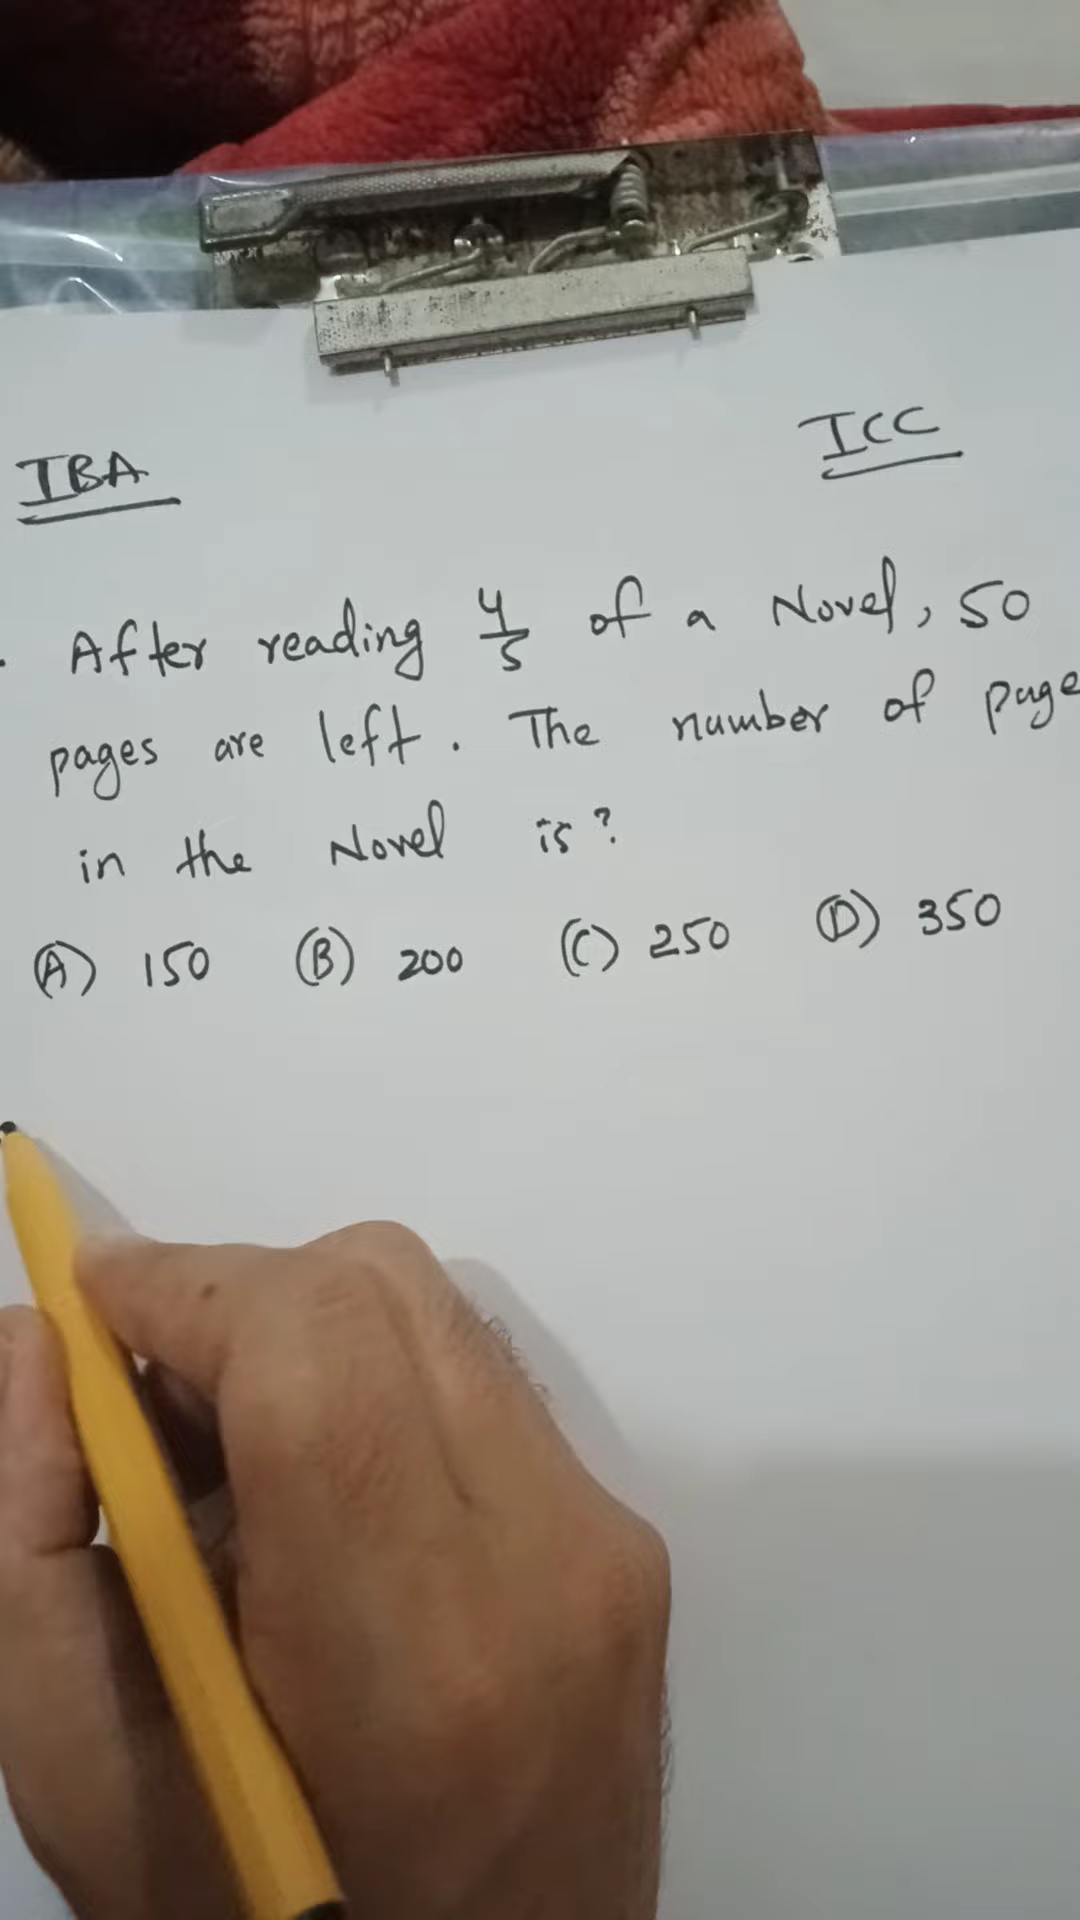 IBA ICC
. After reading 4/5 of a Novel, 50
pages are left. The number of page
in the Novel is?
(A) 150 (B) 200 (C) 250 (D) 350